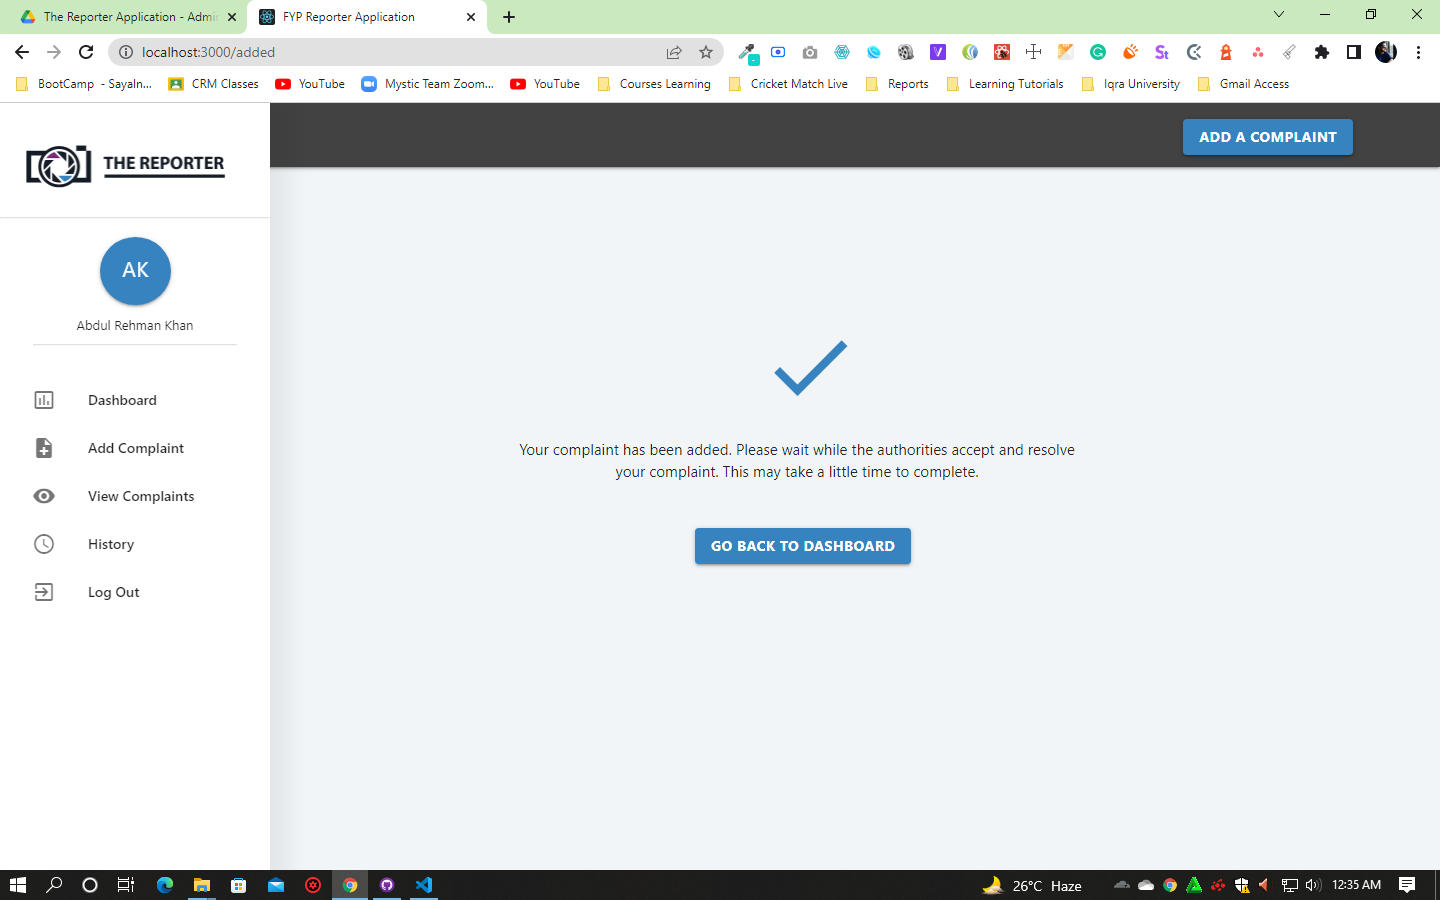 The Reporter Application - Admi
FYP Reporter Application
localhost:3000/added
BootCamp - SayaIn...
CRM Classes
YouTube
Mystic Team Zoom...
YouTube
Courses Learning
Cricket Match Live
Reports
Learning Tutorials
Iqra University
Gmail Access
THE REPORTER
ADD A COMPLAINT
AK
Abdul Rehman Khan
Dashboard
Add Complaint
View Complaints
History
Log Out
Your complaint has been added. Please wait while the authorities accept and resolve
your complaint. This may take a little time to complete.
GO BACK TO DASHBOARD
26°C Haze
12:35 AM